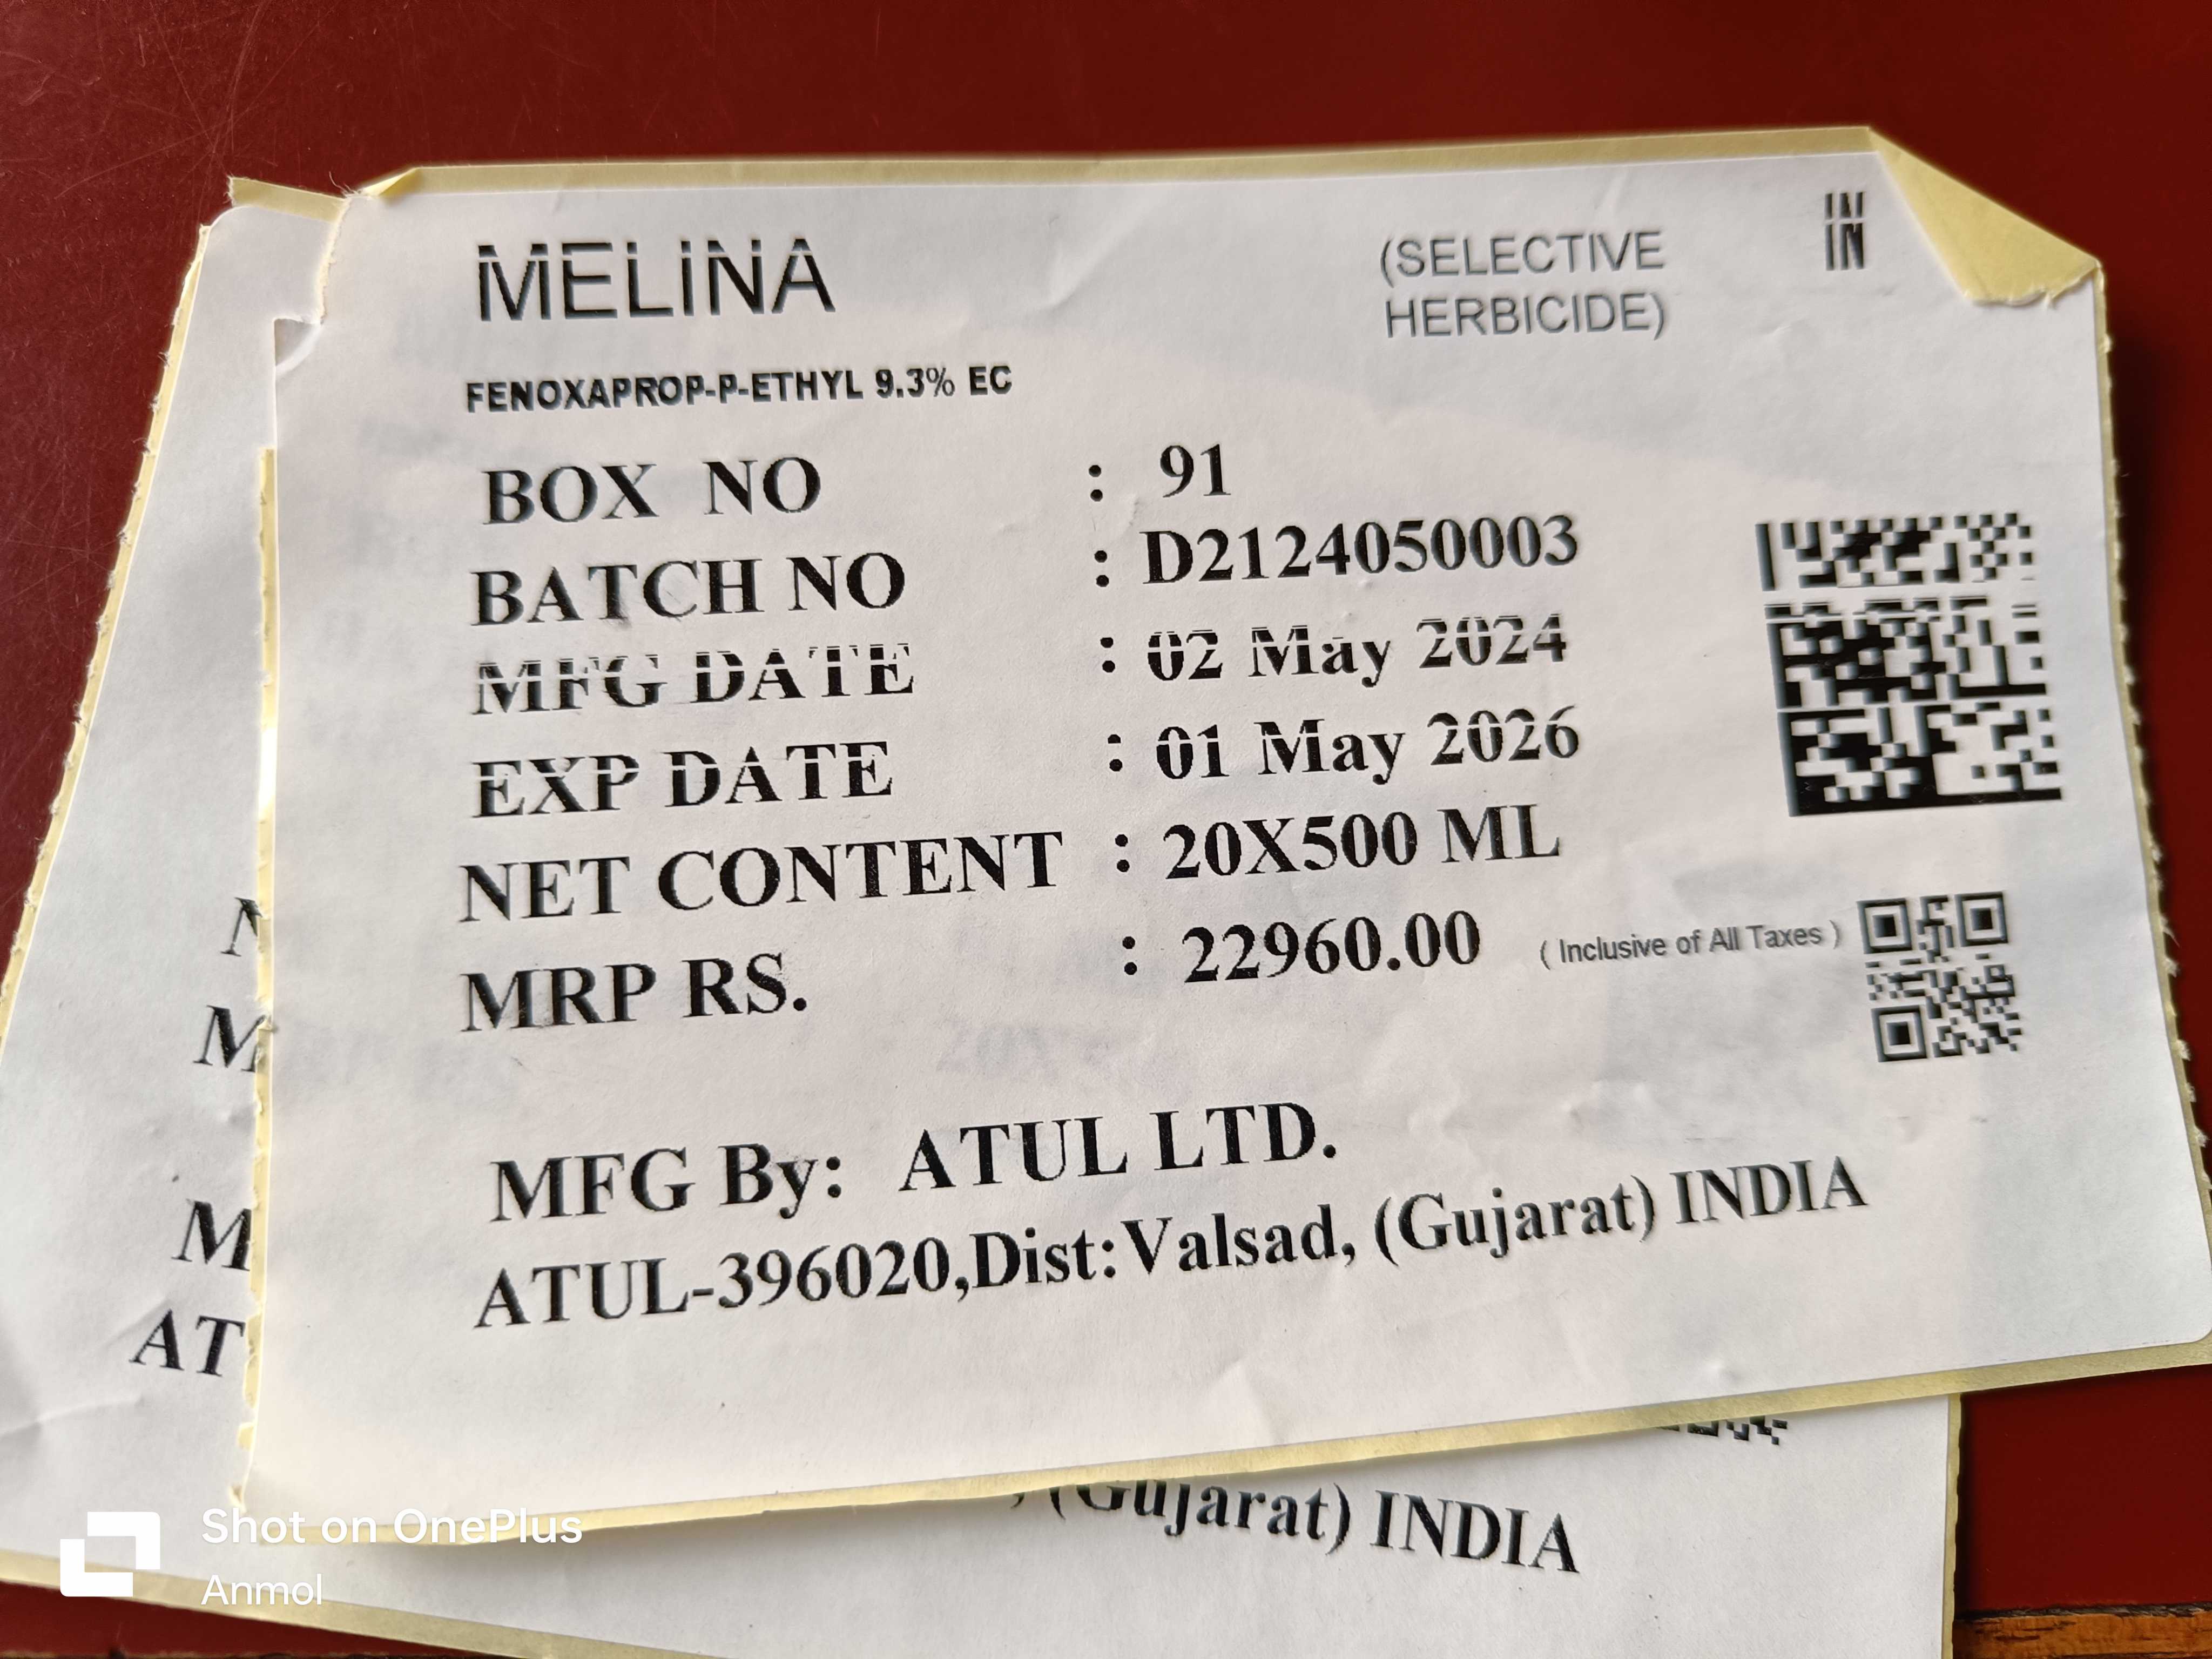 MELINA
(SELECTIVE
HERBICIDE)
IN
FENOXAPROP-P-ETHYL 9.3% EC
BOX NO : 91
BATCH NO : D2124050003
MFG DATE : 02 May 2024
EXP DATE : 01 May 2026
NET CONTENT : 20X500 ML
MRP RS. : 22960.00 ( Inclusive of All Taxes )
MFG By: ATUL LTD.
ATUL-396020,Dist:Valsad, (Gujarat) INDIA
N
M
M
AT
, (Gujarat) INDIA
Shot on OnePlus
Anmol